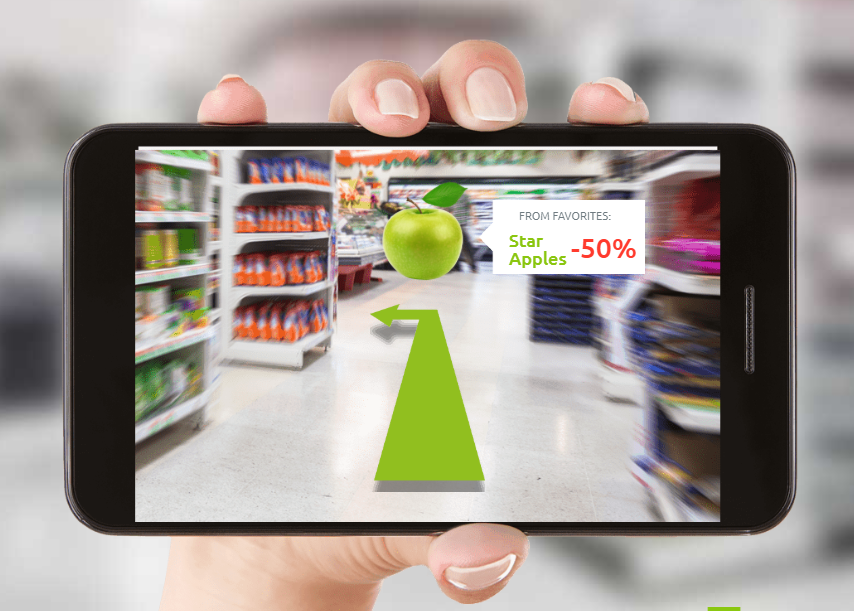 FROM FAVORITES:
Star
Apples -50%